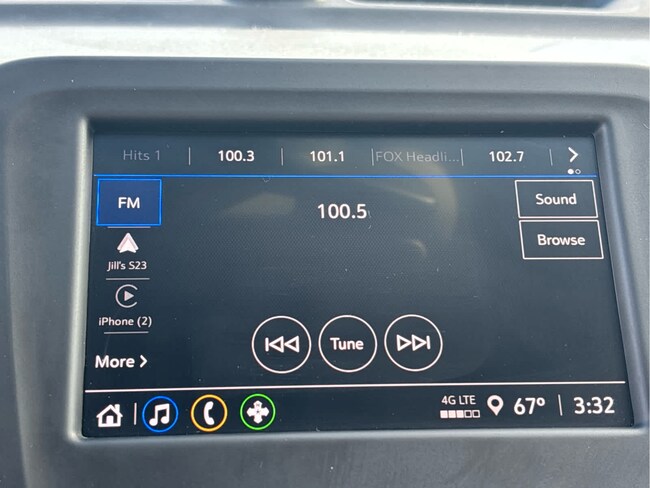 Hits 1 100.3 101.1 FOX Headli... 102.7
FM
100.5
Sound
Browse
Jill's S23
iPhone (2)
More
Tune
4G LTE
67° 3:32